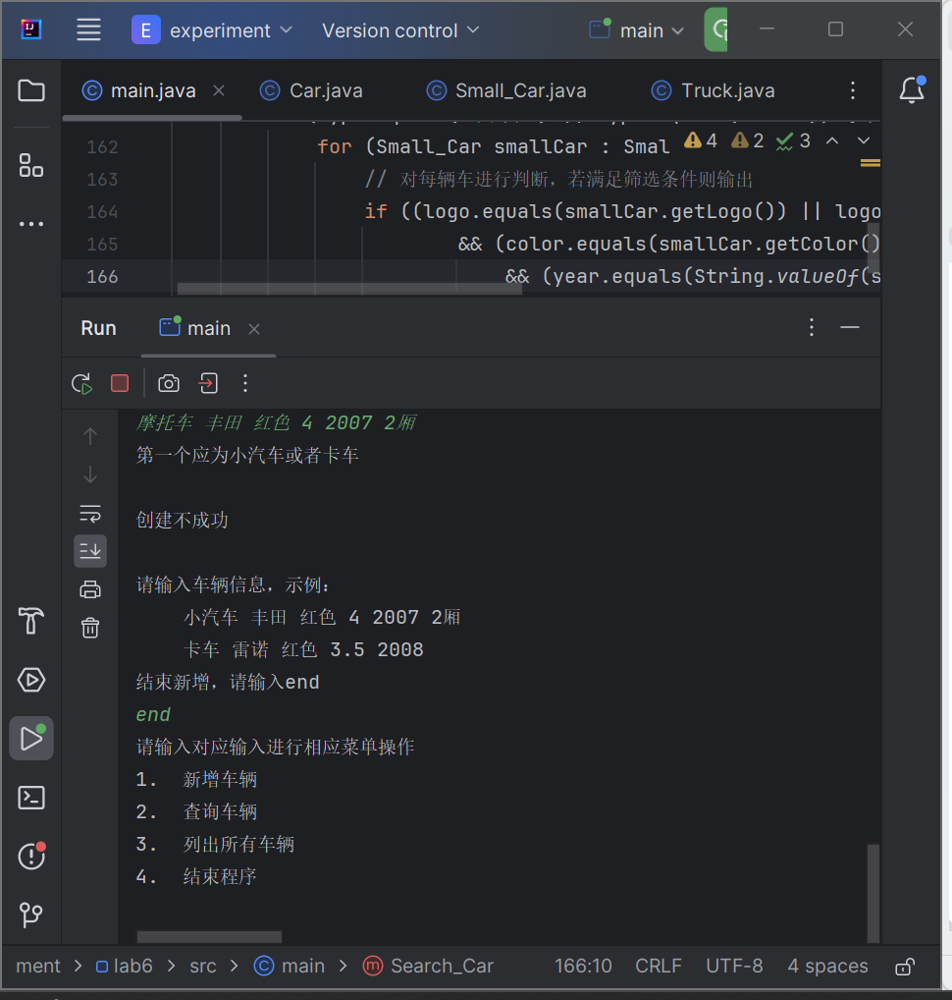 E experiment Version control main
main.java Car.java Small_Car.java Truck.java
162 for (Small_Car smallCar : Smal 4 2 3
163 // 对每辆车进行判断，若满足筛选条件则输出
164 if ((logo.equals(smallCar.getLogo()) || logo
165 && (color.equals(smallCar.getColor()
166 && (year.equals(String.valueOf(s
Run main
摩托车 丰田 红色 4 2007 2厢
第一个应为小汽车或者卡车
创建不成功
请输入车辆信息，示例：
小汽车 丰田 红色 4 2007 2厢
卡车 雷诺 红色 3.5 2008
结束新增，请输入end
end
请输入对应输入进行相应菜单操作
1. 新增车辆
2. 查询车辆
3. 列出所有车辆
4. 结束程序
ment > lab6 > src > main > Search_Car 166:10 CRLF UTF-8 4 spaces